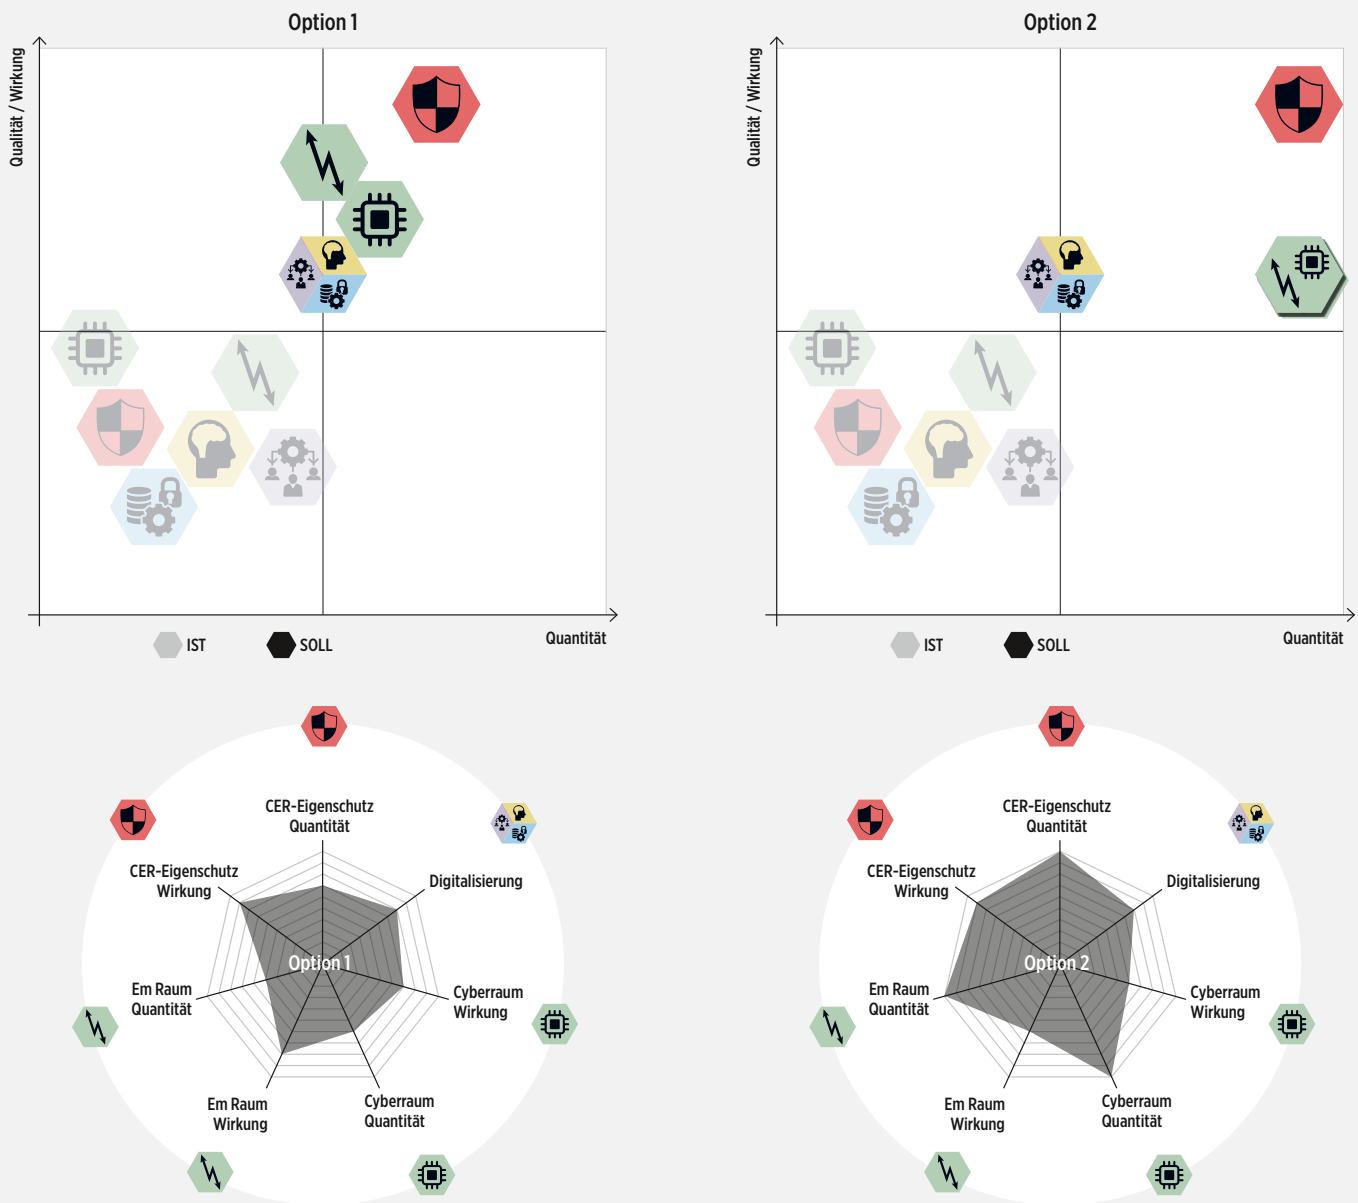 Option 1
Qualität / Wirkung
IST
SOLL
Quantität
Option 2
Qualität / Wirkung
IST
SOLL
Quantität
CER-Eigenschutz
Quantität
CER-Eigenschutz
Wirkung
Digitalisierung
Option 1
Em Raum
Quantität
Cyberraum
Wirkung
Em Raum
Wirkung
Cyberraum
Quantität
CER-Eigenschutz
Quantität
CER-Eigenschutz
Wirkung
Digitalisierung
Option 2
Em Raum
Quantität
Cyberraum
Wirkung
Em Raum
Wirkung
Cyberraum
Quantität